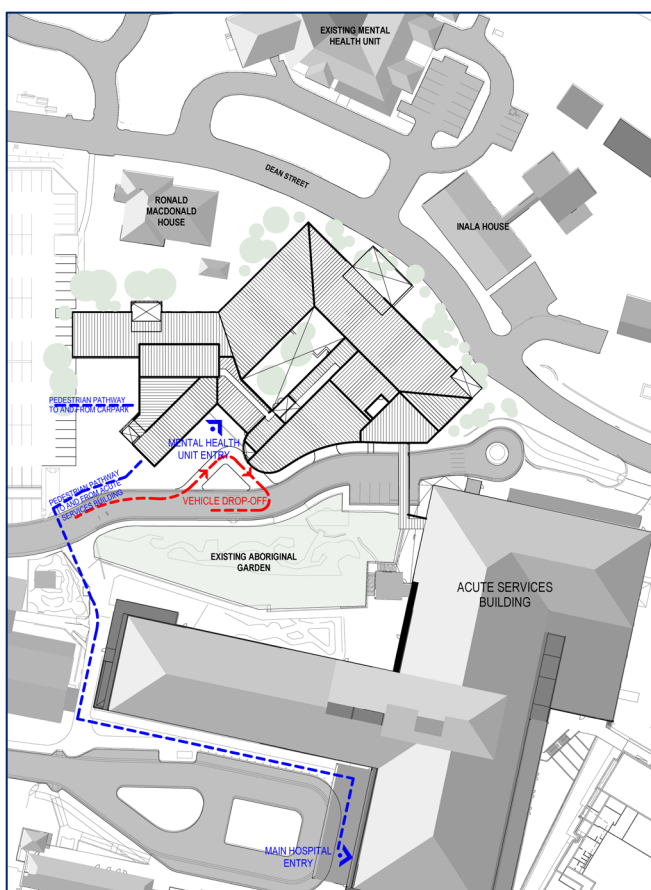 EXISTING MENTAL
HEALTH UNIT
DEAN STREET
RONALD
MACDONALD
HOUSE
INALA HOUSE
PEDESTRIAN PATHWAY
TO AND FROM CARPARK
MENTAL HEALTH
UNIT ENTRY
PEDESTRIAN PATHWAY
TO AND FROM ACUTE
SERVICES BUILDING
VEHICLE DROP-OFF
EXISTING ABORIGINAL
GARDEN
ACUTE SERVICES
BUILDING
MAIN HOSPITAL
ENTRY